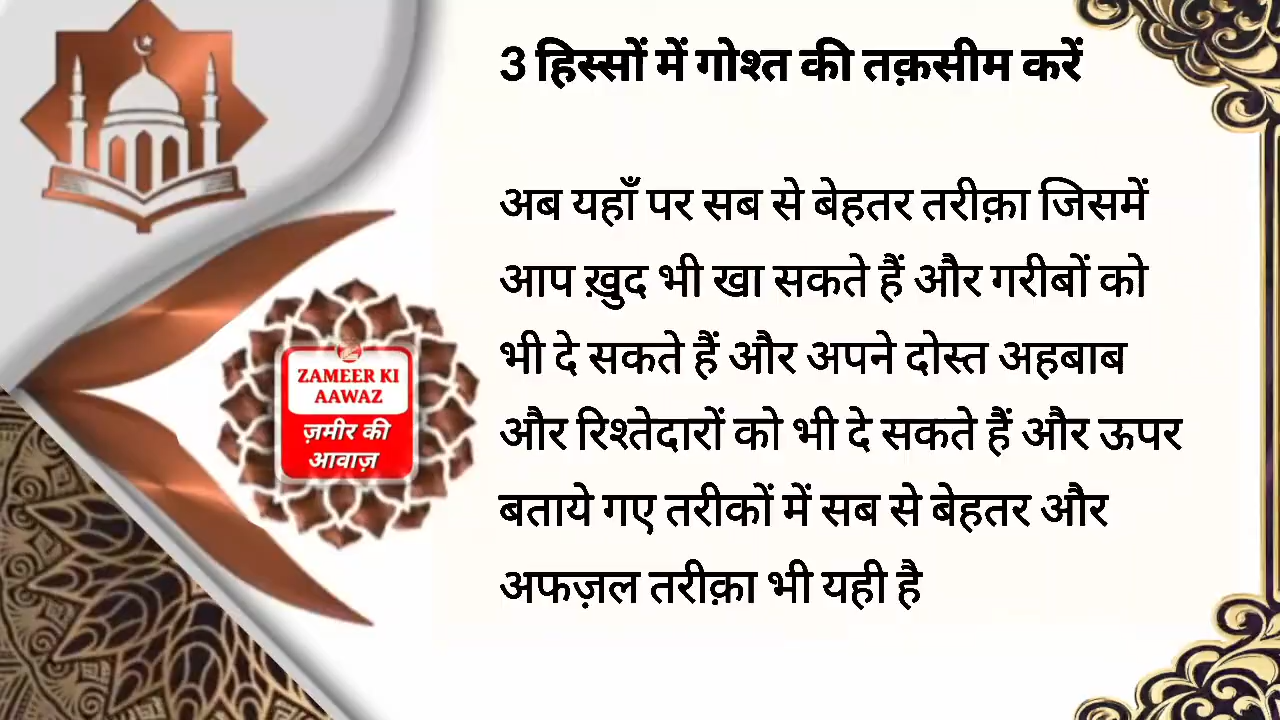 3 हिस्सों में गोश्त की तक़सीम करें
अब यहाँ पर सब से बेहतर तरीक़ा जिसमें
आप ख़ुद भी खा सकते हैं और गरीबों को
भी दे सकते हैं और अपने दोस्त अहबाब
और रिश्तेदारों को भी दे सकते हैं और ऊपर
बताये गए तरीकों में सब से बेहतर और
अफज़ल तरीक़ा भी यही है
ZAMEER KI
AAWAZ
ज़मीर की
आवाज़